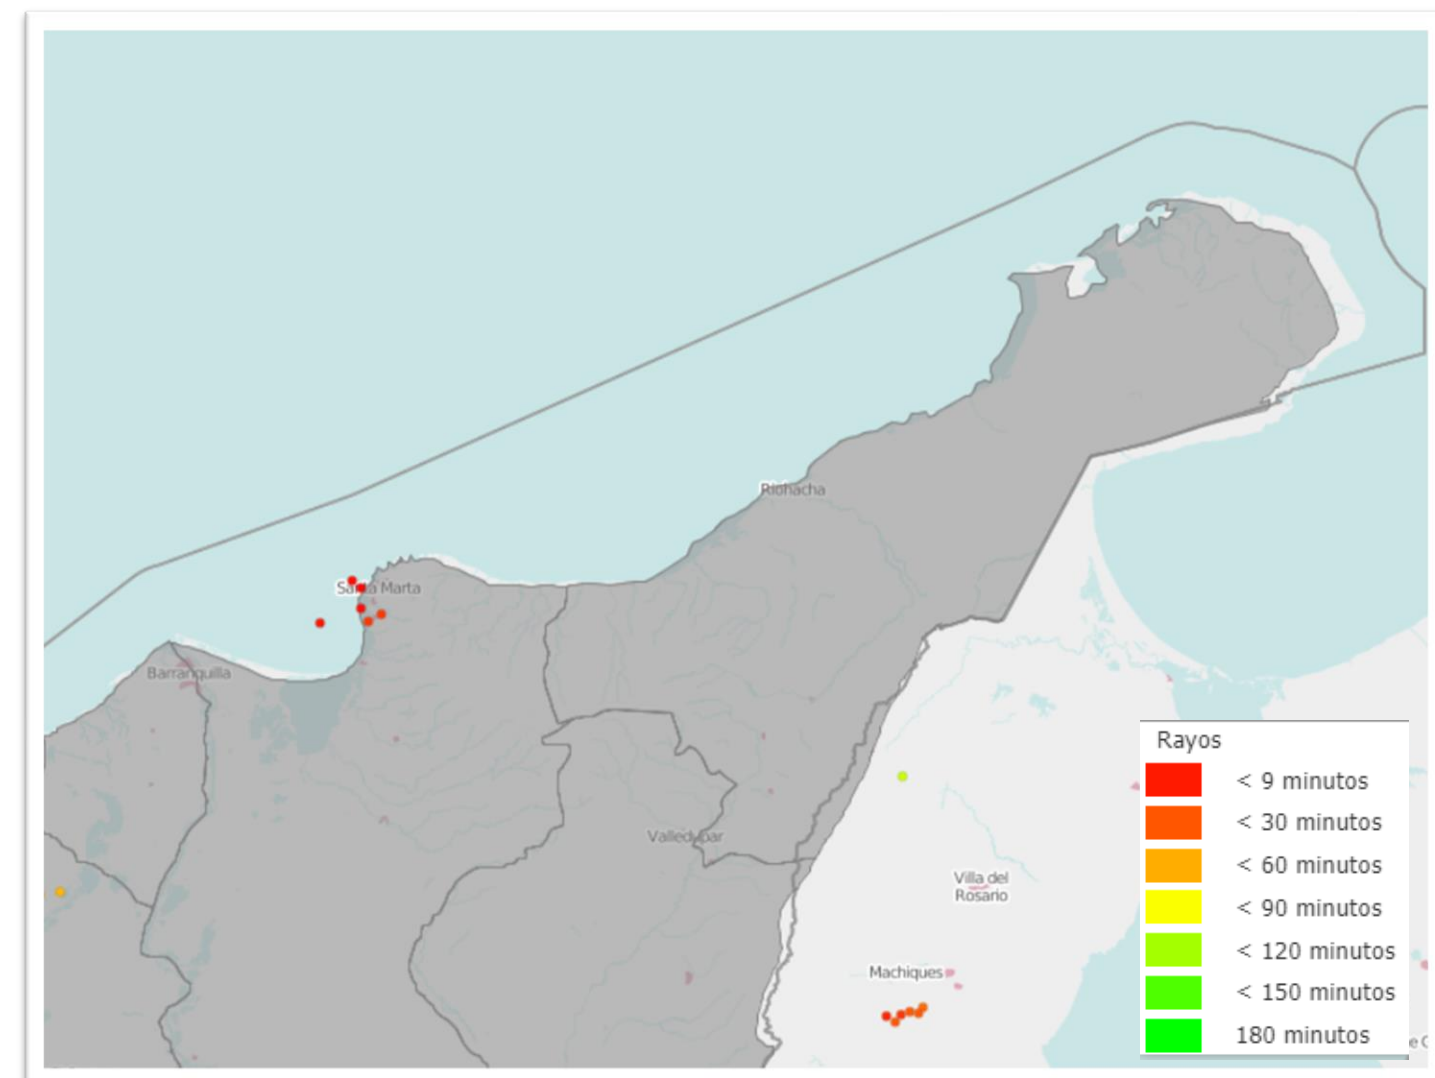 Riohacha
Santa Marta
Barranquilla
Valledupar
Villa del
Rosario
Machiques
Rayos
< 9 minutos
< 30 minutos
< 60 minutos
< 90 minutos
< 120 minutos
< 150 minutos
180 minutos